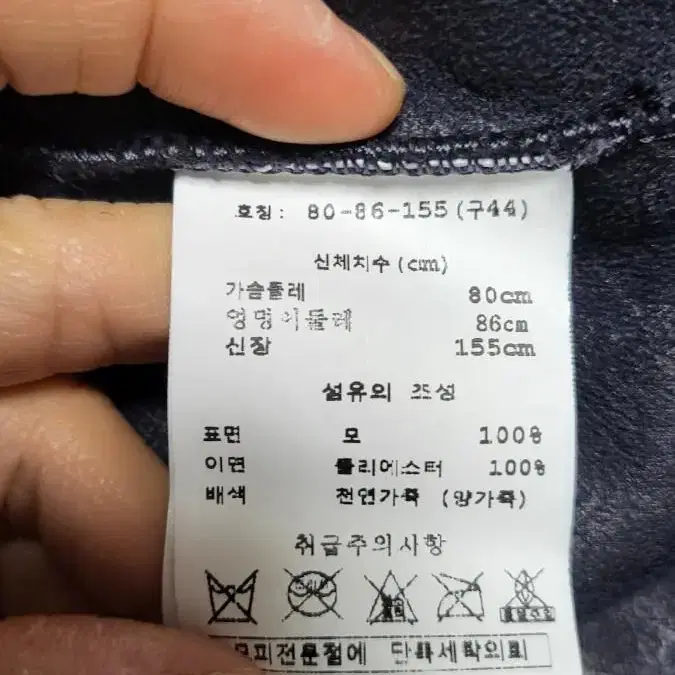 호칭: 80-86-155(구44)
신체치수(cm)
가슴둘레 80cm
엉덩이둘레 86cm
신장 155cm
섬유의 조성
표면 모 100%
이면 폴리에스터 100%
배색 천연가죽 (양가죽)
취급주의사항
모피전문점에 단독세탁의뢰